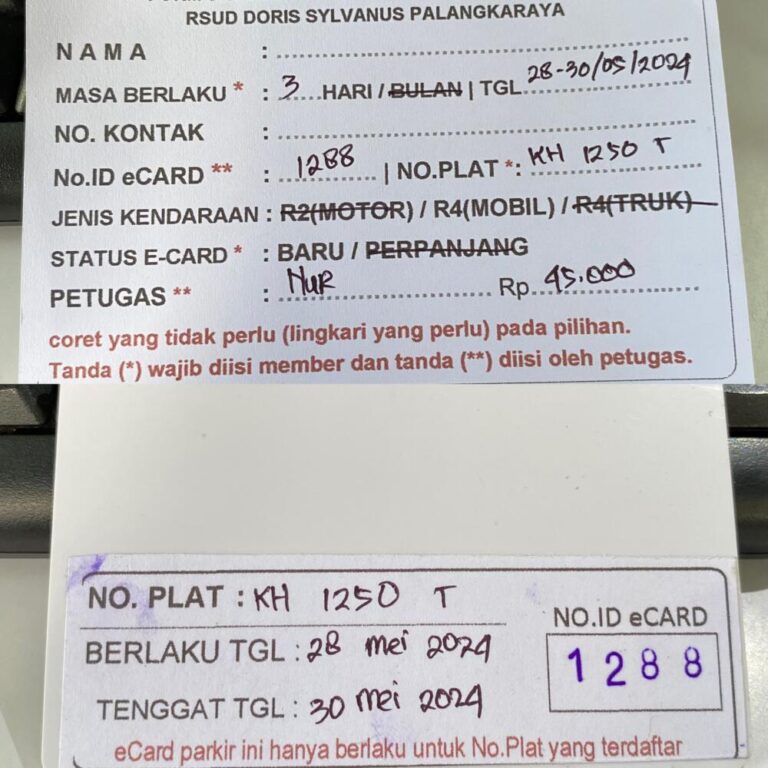 RSUD DORIS SYLVANUS PALANGKARAYA
NAMA :
MASA BERLAKU * : 3 HARI / BULAN | TGL 28-30/05/2024
NO. KONTAK :
No.ID eCARD ** : 1288 | NO.PLAT *: KH 1250 T
JENIS KENDARAAN : R2(MOTOR) / R4(MOBIL) / R4(TRUK)
STATUS E-CARD * : BARU / PERPANJANG
PETUGAS ** : NUR Rp. 45.000
coret yang tidak perlu (lingkari yang perlu) pada pilihan.
Tanda (*) wajib diisi member dan tanda (**) diisi oleh petugas.
NO. PLAT : KH 1250 T
BERLAKU TGL : 28 mei 2024
TENGGAT TGL : 30 mei 2024
NO.ID eCARD
1288
eCard parkir ini hanya berlaku untuk No.Plat yang terdaftar